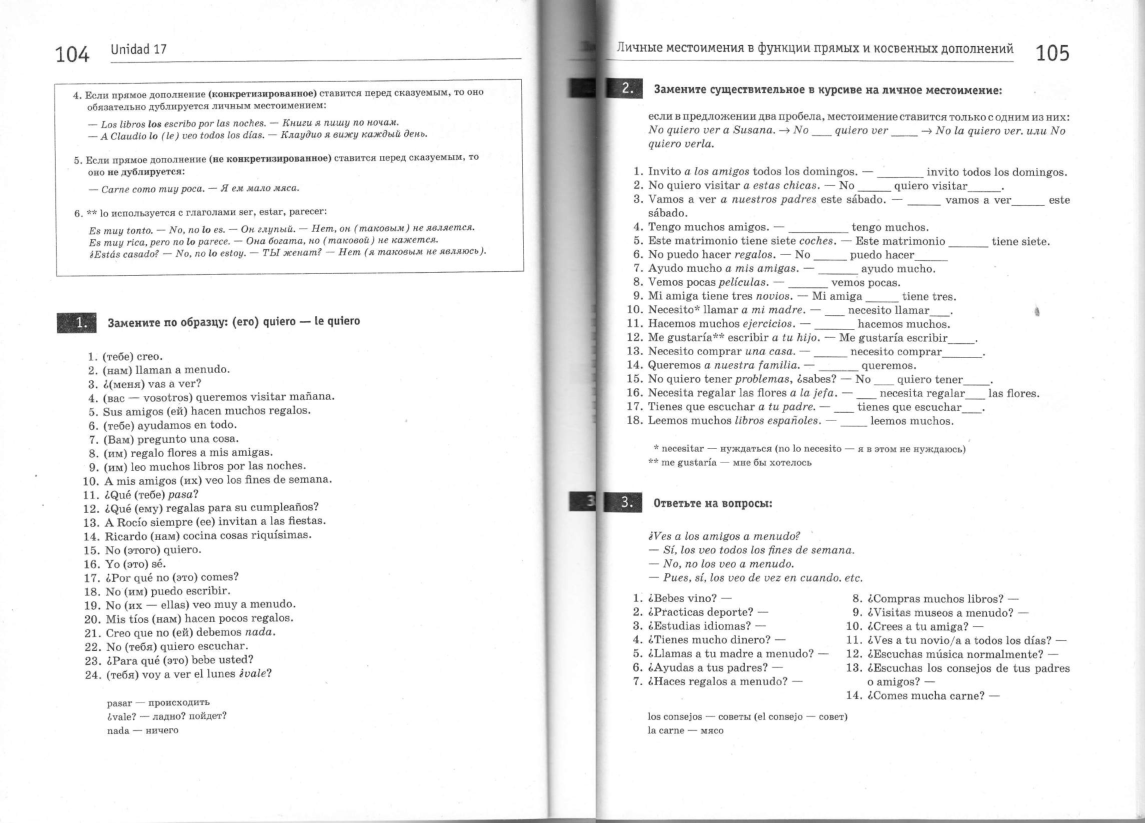 104 Unidad 17
4. Если прямое дополнение (конкретизированное) ставится перед сказуемым, то оно
обязательно дублируется личным местоимением:
— Los libros los escribo por las noches. — Книги я пишу по ночам.
— A Claudio lo (le) veo todos los días. — Клаудио я вижу каждый день.
5. Если прямое дополнение (не конкретизированное) ставится перед сказуемым, то
оно не дублируется:
— Carne como muy poca. — Я ем мало мяса.
6. ** lo используется с глаголами ser, estar, parecer:
Es muy tonto. — No, no lo es. — Он глупый. — Нет, он (таковым) не является.
Es muy rica, pero no lo parece. — Она богата, но (таковой) не кажется.
¿Estás casado? — No, no lo estoy. — ТЫ женат? — Нет (я таковым не являюсь).
1. Замените по образцу: (его) quiero — le quiero
1. (тебе) creo.
2. (нам) llaman a menudo.
3. ¿(меня) vas a ver?
4. (вас — vosotros) queremos visitar mañana.
5. Sus amigos (ей) hacen muchos regalos.
6. (тебе) ayudamos en todo.
7. (Вам) pregunto una cosa.
8. (им) regalo flores a mis amigas.
9. (им) leo muchos libros por las noches.
10. A mis amigos (их) veo los fines de semana.
11. ¿Qué (тебе) pasa?
12. ¿Qué (ему) regalas para su cumpleaños?
13. A Rocío siempre (ее) invitan a las fiestas.
14. Ricardo (нам) cocina cosas riquísimas.
15. No (этого) quiero.
16. Yo (это) sé.
17. ¿Por qué no (это) comes?
18. No (им) puedo escribir.
19. No (их — ellas) veo muy a menudo.
20. Mis tíos (нам) hacen pocos regalos.
21. Creo que no (ей) debemos nada.
22. No (тебя) quiero escuchar.
23. ¿Para qué (это) bebe usted?
24. (тебя) voy a ver el lunes ¿vale?
pasar — происходить
¿vale? — ладно? пойдет?
nada — ничего
Личные местоимения в функции прямых и косвенных дополнений 105
2. Замените существительное в курсиве на личное местоимение:
если в предложении два пробела, местоимение ставится только с одним из них:
No quiero ver a Susana. → No ___ quiero ver ____ → No la quiero ver. или No
quiero verla.
1. Invito a los amigos todos los domingos. — _______ invito todos los domingos.
2. No quiero visitar a estas chicas. — No _____ quiero visitar_____.
3. Vamos a ver a nuestros padres este sábado. — _____ vamos a ver_____ este
sábado.
4. Tengo muchos amigos. — _________ tengo muchos.
5. Este matrimonio tiene siete coches. — Este matrimonio ______ tiene siete.
6. No puedo hacer regalos. — No _____ puedo hacer_____
7. Ayudo mucho a mis amigas. — ______ ayudo mucho.
8. Vemos pocas películas. — ______ vemos pocas.
9. Mi amiga tiene tres novios. — Mi amiga _____ tiene tres.
10. Necesito* llamar a mi madre. — ___ necesito llamar___.
11. Hacemos muchos ejercicios. — ______ hacemos muchos.
12. Me gustaría** escribir a tu hijo. — Me gustaría escribir____.
13. Necesito comprar una casa. — _____ necesito comprar______.
14. Queremos a nuestra familia. — _____ queremos.
15. No quiero tener problemas, ¿sabes? — No ___ quiero tener____.
16. Necesita regalar las flores a la jefa. — ___ necesita regalar___ las flores.
17. Tienes que escuchar a tu padre. — ___ tienes que escuchar___.
18. Leemos muchos libros españoles. — ____ leemos muchos.
* necesitar — нуждаться (no lo necesito — я в этом не нуждаюсь)
** me gustaría — мне бы хотелось
3 3. Ответьте на вопросы:
¿Ves a los amigos a menudo?
— Sí, los veo todos los fines de semana.
— No, no los veo a menudo.
— Pues, sí, los veo de vez en cuando. etc.
1. ¿Bebes vino? —
2. ¿Practicas deporte? —
3. ¿Estudias idiomas? —
4. ¿Tienes mucho dinero? —
5. ¿Llamas a tu madre a menudo? —
6. ¿Ayudas a tus padres? —
7. ¿Haces regalos a menudo? —
8. ¿Compras muchos libros? —
9. ¿Visitas museos a menudo? —
10. ¿Crees a tu amiga? —
11. ¿Ves a tu novio/a a todos los días? —
12. ¿Escuchas música normalmente? —
13. ¿Escuchas los consejos de tus padres
o amigos? —
14. ¿Comes mucha carne? —
los consejos — советы (el consejo — совет)
la carne — мясо